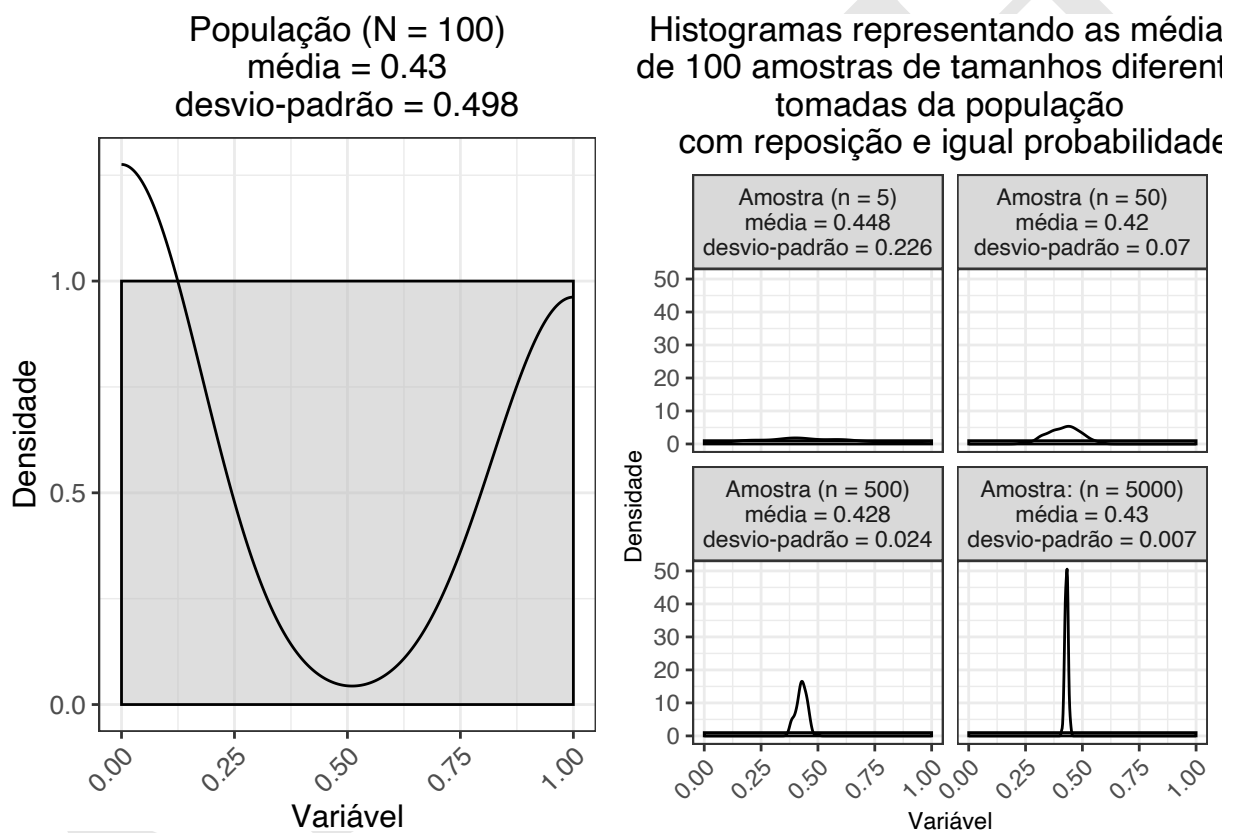 População (N = 100)
média = 0.43
desvio-padrão = 0.498
Densidade
1.0
0.5
0.0
0.00
0.25
0.50
0.75
1.00
Variável
Histogramas representando as média
de 100 amostras de tamanhos diferent
tomadas da população
com reposição e igual probabilidade
Densidade
Amostra (n = 5)
média = 0.448
desvio-padrão = 0.226
Amostra (n = 50)
média = 0.42
desvio-padrão = 0.07
50
40
30
20
10
0
Amostra (n = 500)
média = 0.428
desvio-padrão = 0.024
Amostra: (n = 5000)
média = 0.43
desvio-padrão = 0.007
50
40
30
20
10
0
0.00
0.25
0.50
0.75
1.00
0.00
0.25
0.50
0.75
1.00
Variável